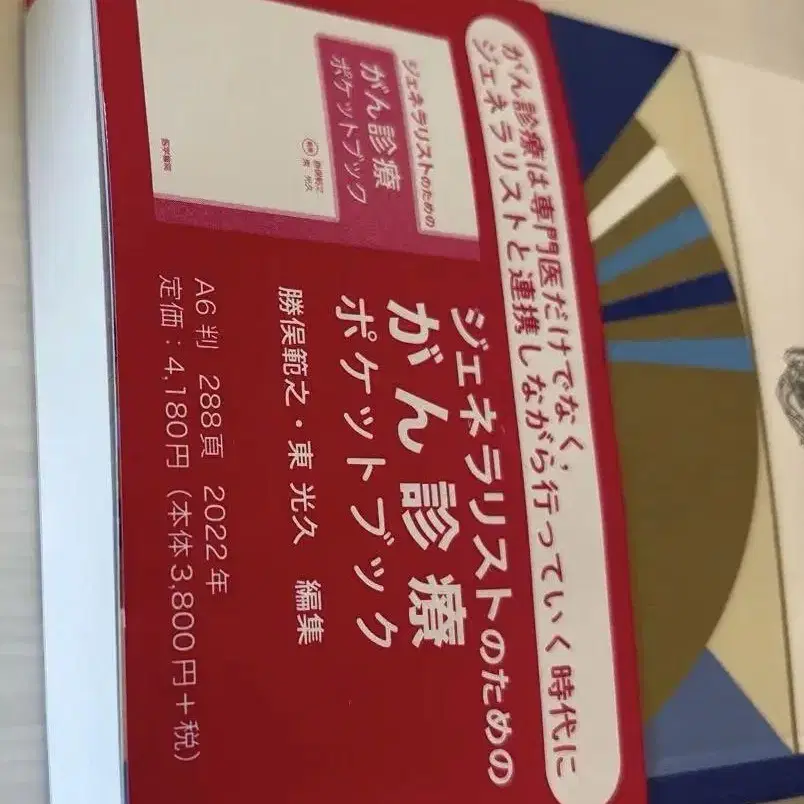 がん診療は専門医だけでなく，
ジェネラリストと連携しながら行っていく時代に
ジェネラリストのための
がん診療
ポケットブック
医学書院
ジェネラリストのための
がん診療
ポケットブック
勝俣範之・東 光久 編集
A6判 288頁 2022年
定価：4,180円（本体3,800円＋税）